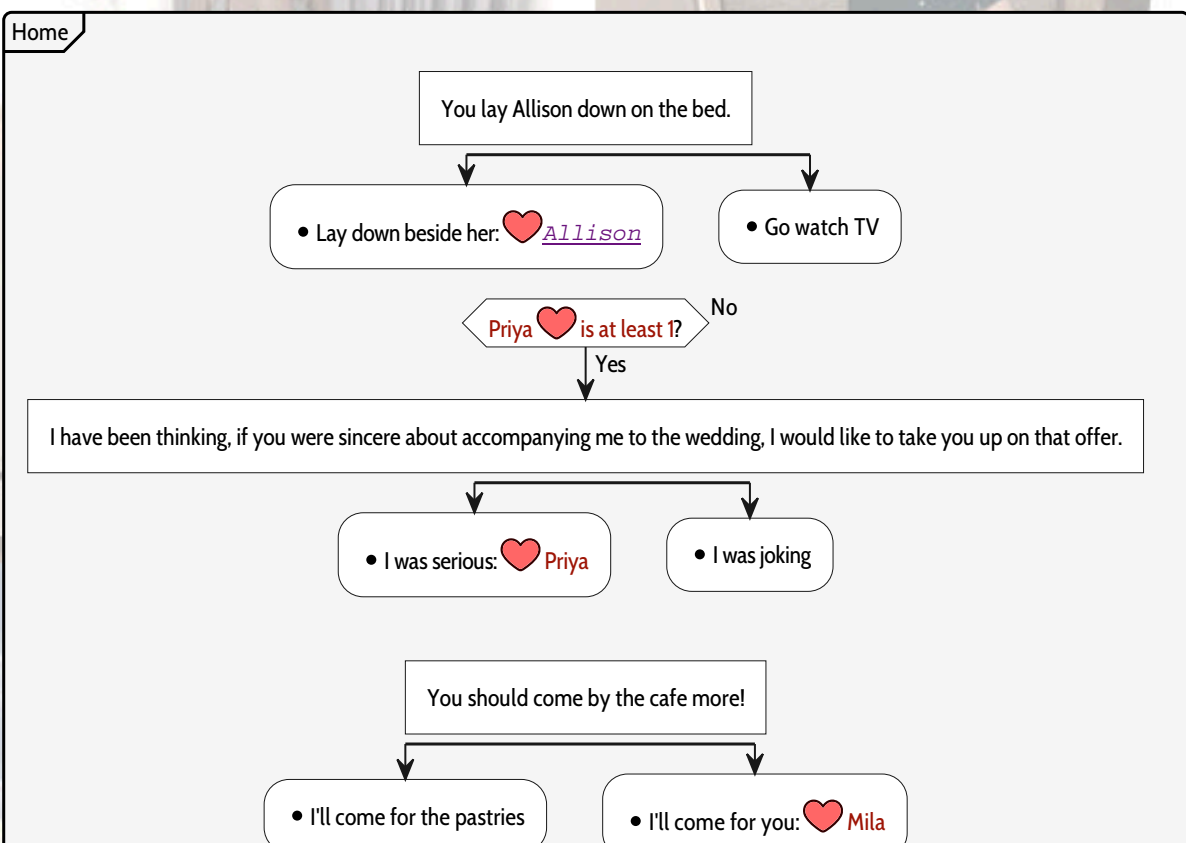 Home
You lay Allison down on the bed.
• Lay down beside her: Allison
• Go watch TV
Priya is at least 1?
No
Yes
I have been thinking, if you were sincere about accompanying me to the wedding, I would like to take you up on that offer.
• I was serious: Priya
• I was joking
You should come by the cafe more!
• I'll come for the pastries
• I'll come for you: Mila